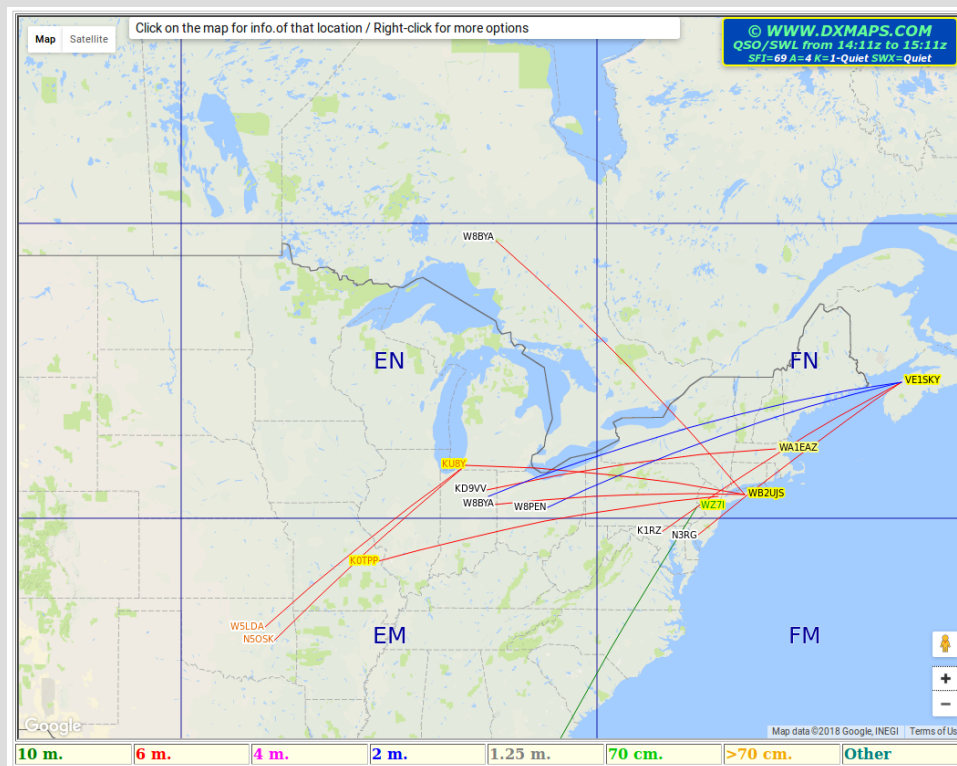 Map Satellite
Click on the map for info.of that location / Right-click for more options
© WWW.DXMAPS.COM
QSO/SWL from 14:11z to 15:11z
SFI=69 A=4 K=1-Quiet SWX=Quiet
W8BYA
EN
FN
VE1SKY
WA1EAZ
KU8Y
KD9VV
W8BYA
W8PEN
WB2UJS
WZ7I
K1RZ
N3RG
K0TPP
W5LDA
N5OSK
EM
FM
+
−
Google
Map data ©2018 Google, INEGI Terms of Us
10 m. 6 m. 4 m. 2 m. 1.25 m. 70 cm. >70 cm. Other